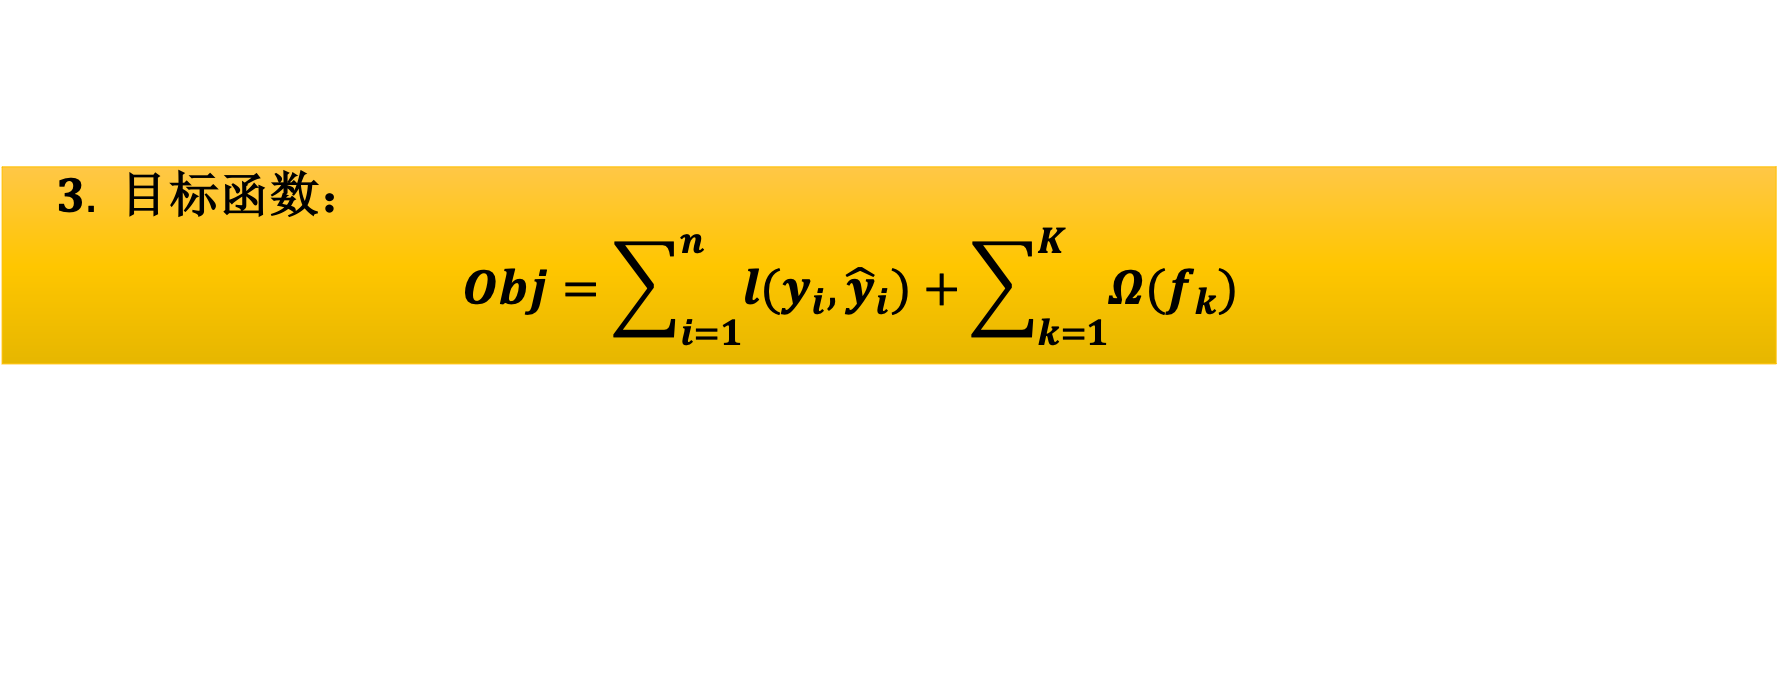 3. 目标函数：
Obj = ∑_{i=1}^{n} l(y_i, ŷ_i) + ∑_{k=1}^{K} Ω(f_k)